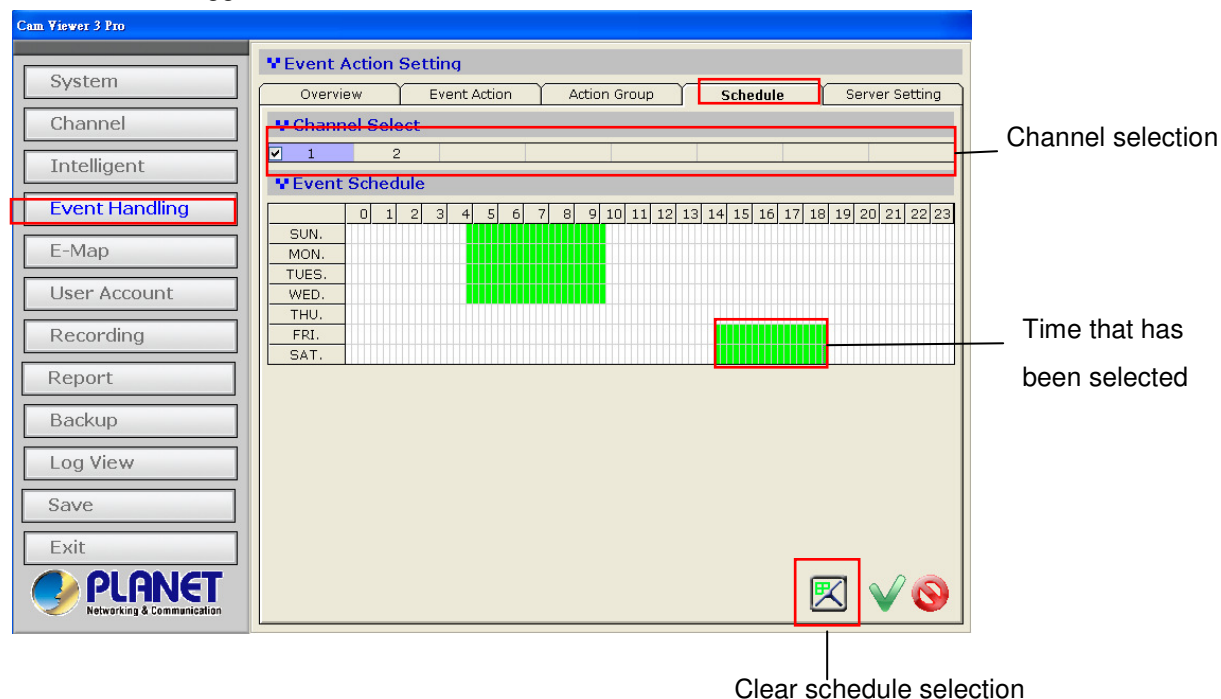 Cam Viewer 3 Pro
System
Channel
Intelligent
Event Handling
E-Map
User Account
Recording
Report
Backup
Log View
Save
Exit
PLANET
Networking & Communication
Event Action Setting
Overview Event Action Action Group Schedule Server Setting
Channel Select
1 2
Event Schedule
0 1 2 3 4 5 6 7 8 9 10 11 12 13 14 15 16 17 18 19 20 21 22 23
SUN.
MON.
TUES.
WED.
THU.
FRI.
SAT.
Channel selection
Time that has
been selected
Clear schedule selection